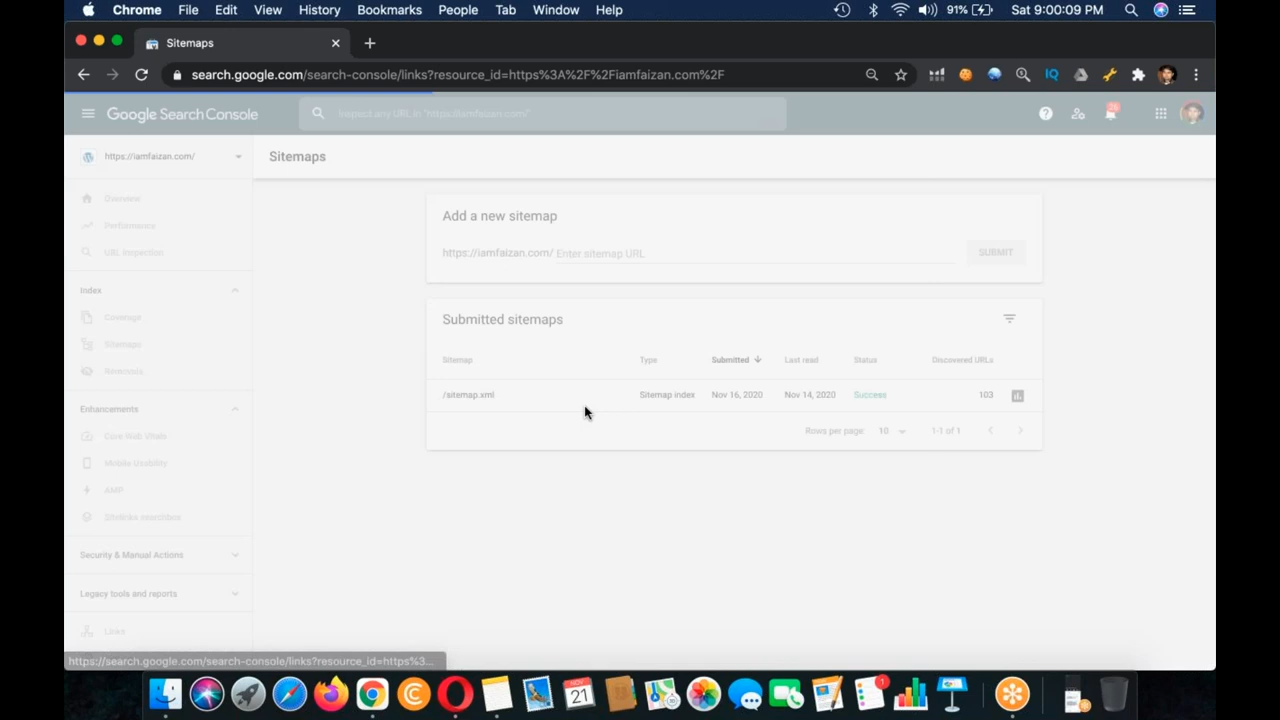 Chrome File Edit View History Bookmarks People Tab Window Help 91% Sat 9:00:09 PM
Sitemaps
search.google.com/search-console/links?resource_id=https%3A%2F%2Fiamfaizan.com%2F
IQ
Google Search Console
Inspect any URL in "https://iamfaizan.com/"
https://iamfaizan.com/
Sitemaps
Overview
Performance
URL inspection
Index
Coverage
Sitemaps
Removals
Enhancements
Core Web Vitals
Mobile Usability
AMP
Sitelinks searchbox
Security & Manual Actions
Legacy tools and reports
Links
Add a new sitemap
https://iamfaizan.com/ Enter sitemap URL
SUBMIT
Submitted sitemaps
Sitemap Type Submitted Last read Status Discovered URLs
/sitemap.xml Sitemap index Nov 16, 2020 Nov 14, 2020 Success 103
Rows per page: 10 1-1 of 1
https://search.google.com/search-console/links?resource_id=https%3...
NOV
21
1